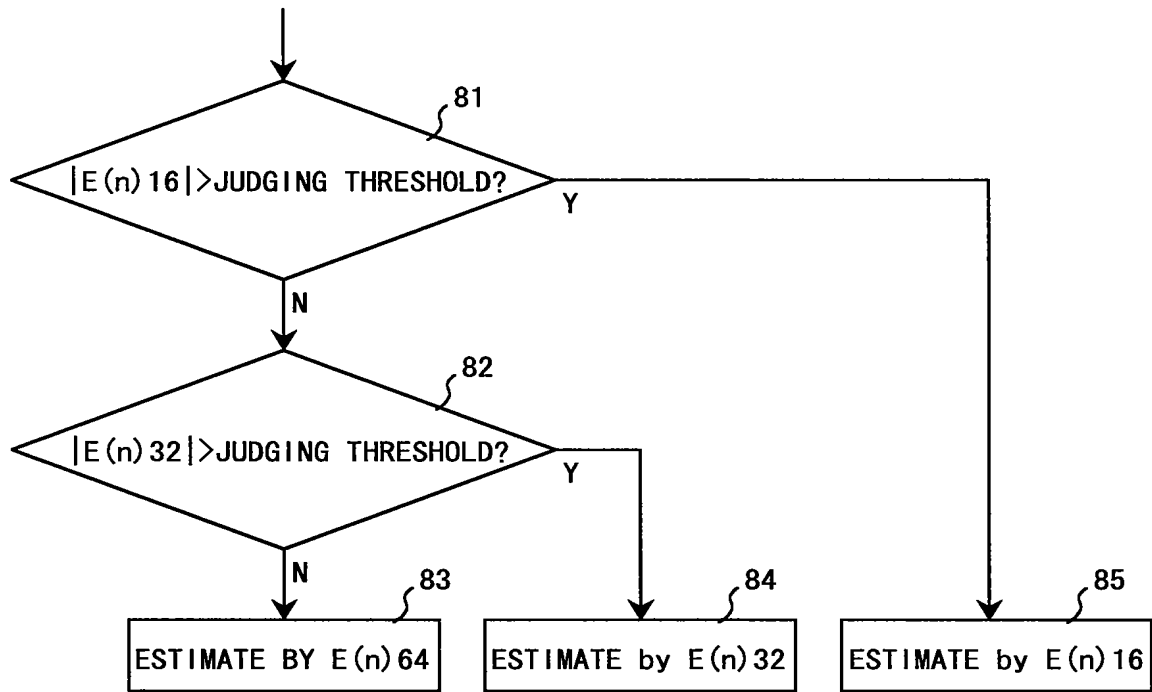 81
|E(n)16|>JUDGING THRESHOLD?
Y
N
82
|E(n)32|>JUDGING THRESHOLD?
Y
N
83
84
85
ESTIMATE BY E(n)64
ESTIMATE by E(n)32
ESTIMATE by E(n)16